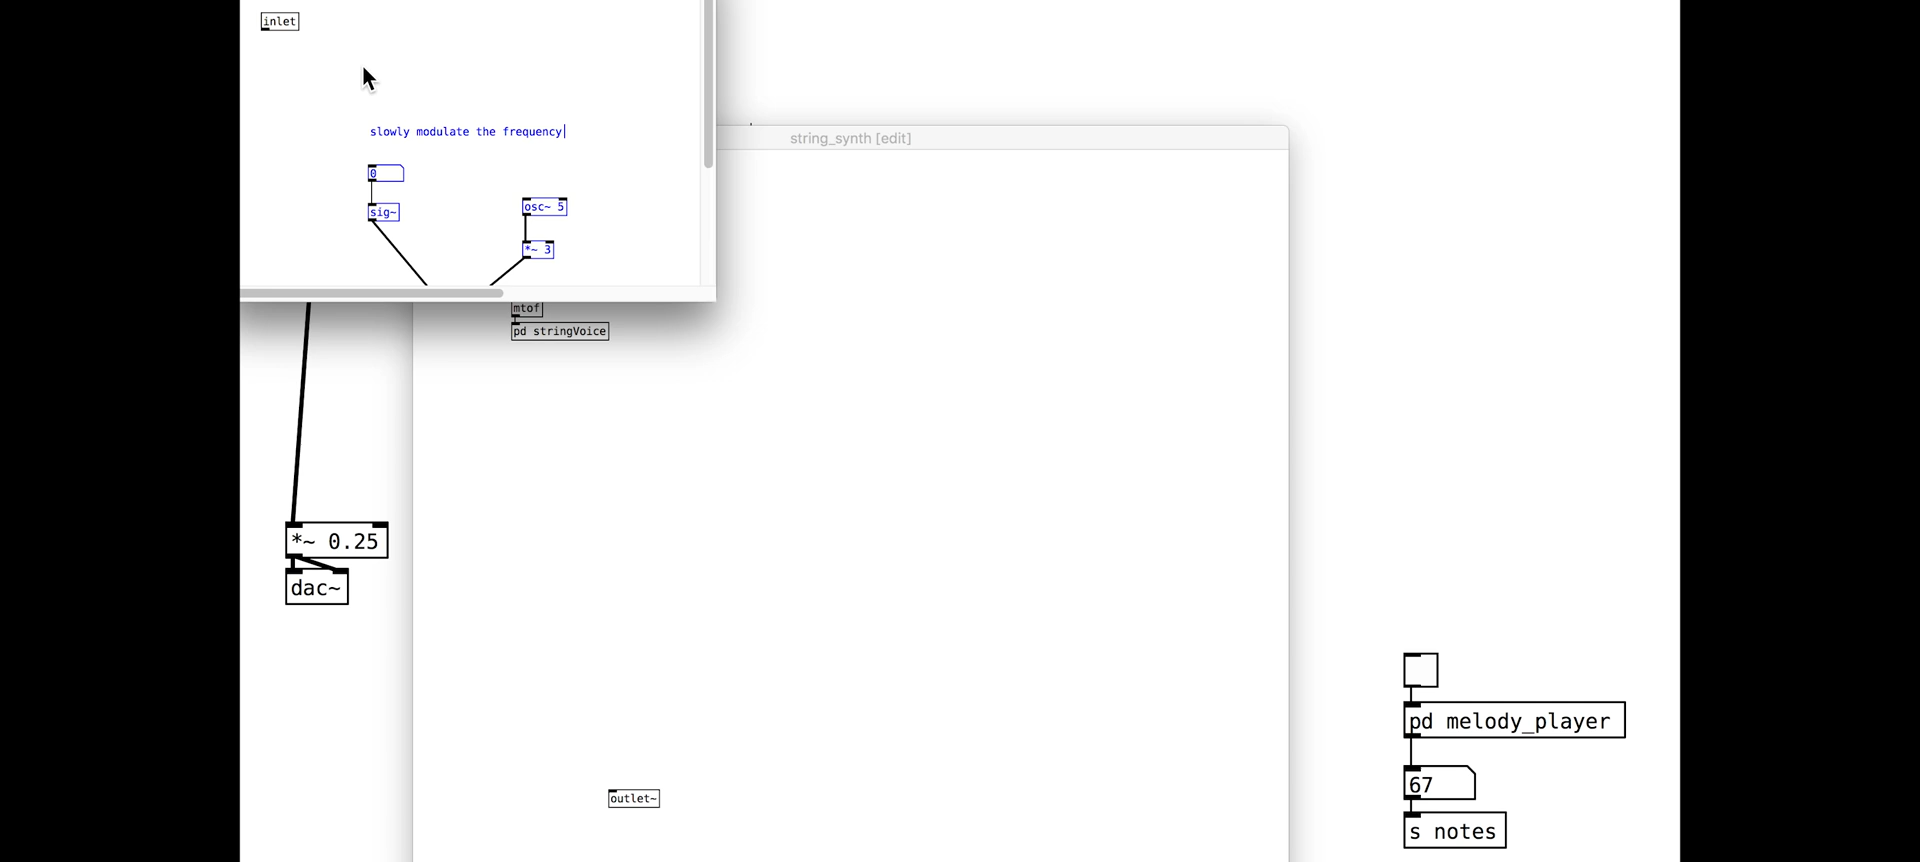 inlet
slowly modulate the frequency
0
sig~
osc~ 5
*~ 3
string_synth [edit]
mtof
pd stringVoice
*~ 0.25
dac~
pd melody_player
67
outlet~
s notes